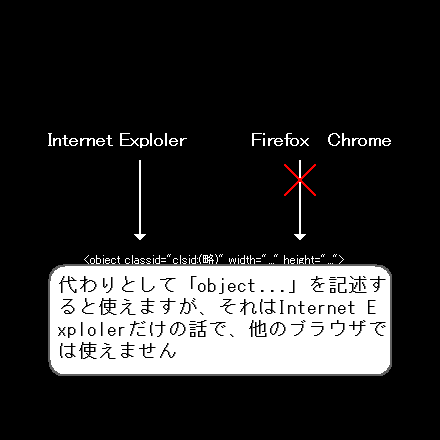 Internet Exploler
Firefox　Chrome
<object classid="clsid:(略)" width="…" height="…">
代わりとして「object...」を記述す
ると使えますが、それはInternet E
xplolerだけの話で、他のブラウザで
は使えません